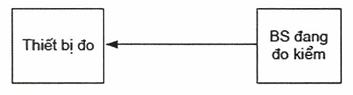 Thiết bị đo
BS đang
đo kiểm